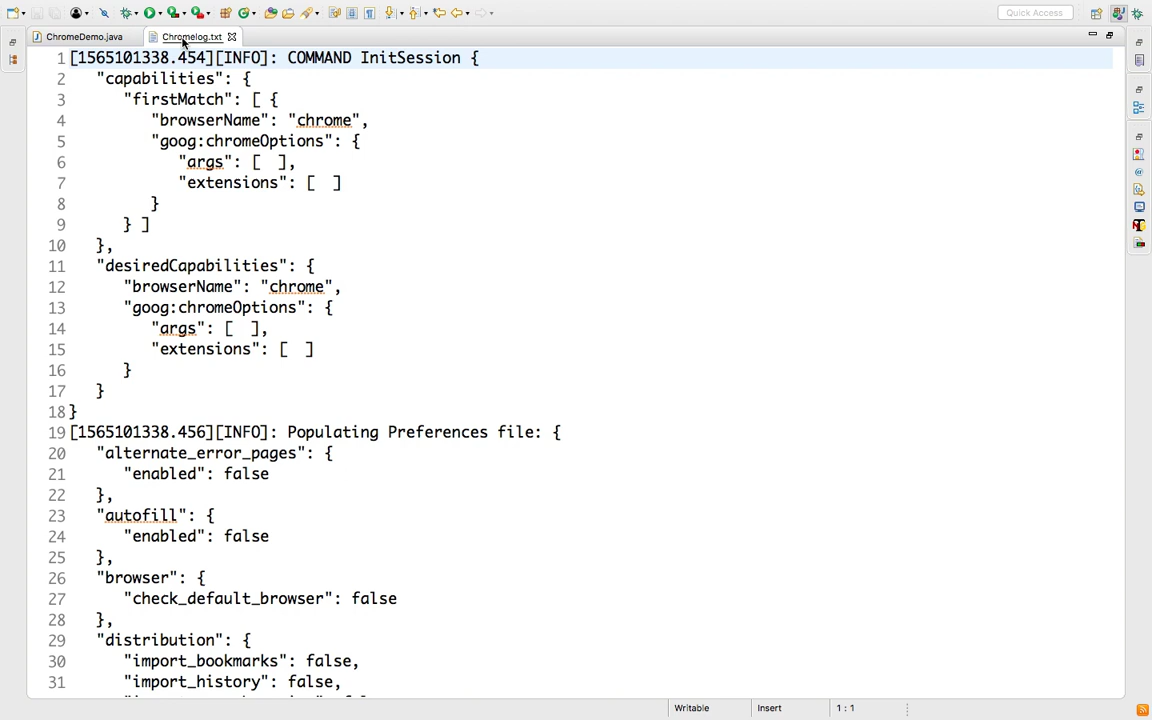 Quick Access
ChromeDemo.java
Chromelog.txt
1 [1565101338.454][INFO]: COMMAND InitSession {
2 "capabilities": {
3 "firstMatch": [ {
4 "browserName": "chrome",
5 "goog:chromeOptions": {
6 "args": [  ],
7 "extensions": [  ]
8 }
9 } ]
10 },
11 "desiredCapabilities": {
12 "browserName": "chrome",
13 "goog:chromeOptions": {
14 "args": [  ],
15 "extensions": [  ]
16 }
17 }
18 }
19 [1565101338.456][INFO]: Populating Preferences file: {
20 "alternate_error_pages": {
21 "enabled": false
22 },
23 "autofill": {
24 "enabled": false
25 },
26 "browser": {
27 "check_default_browser": false
28 },
29 "distribution": {
30 "import_bookmarks": false,
31 "import_history": false,
Writable
Insert
1 : 1